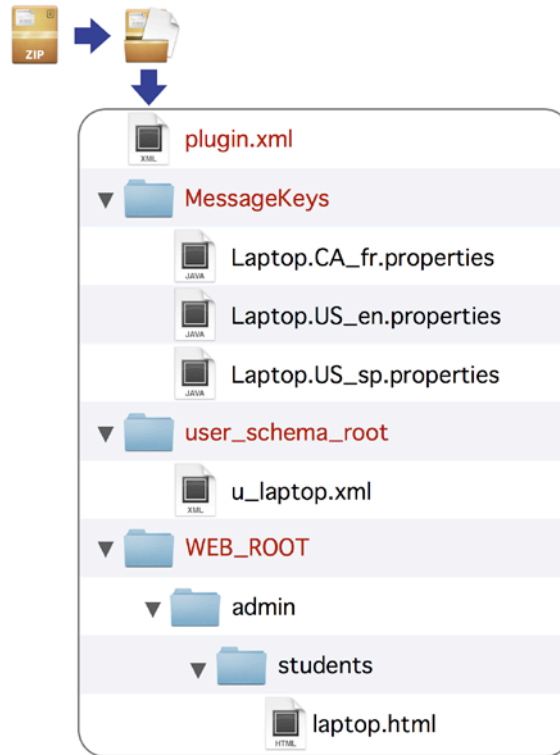 ZIP
plugin.xml
XML
MessageKeys
Laptop.CA_fr.properties
JAVA
Laptop.US_en.properties
JAVA
Laptop.US_sp.properties
JAVA
user_schema_root
u_laptop.xml
XML
WEB_ROOT
admin
students
laptop.html
HTML